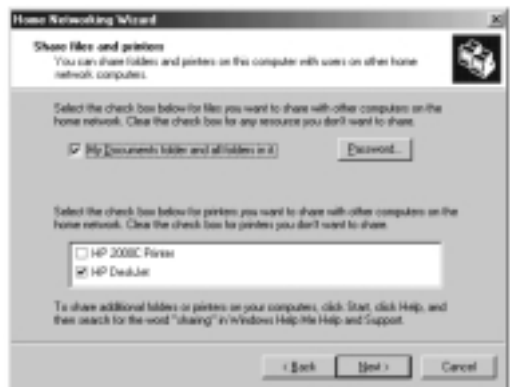 Home Networking Wizard
Share files and printers
You can share folders and printers on this computer with users on other home
network computers.
Select the check box below for files you want to share with other computers on the
home network. Clear the check box for any resource you don't want to share.
My Documents folder and all folders in it
Password...
Select the check box below for printers you want to share with other computers on the
home network. Clear the check box for printers you don't want to share.
HP 2000C Printer
HP DeskJet
To share additional folders or printers on your computers, click Start, click Help, and
then search for the word "sharing" in Windows Help Me Help and Support.
< Back
Next >
Cancel